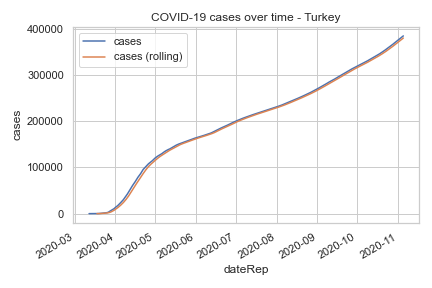 COVID-19 cases over time - Turkey
400000
300000
200000
100000
0
cases
cases
cases (rolling)
2020-03
2020-04
2020-05
2020-06
2020-07
2020-08
2020-09
2020-10
2020-11
dateRep